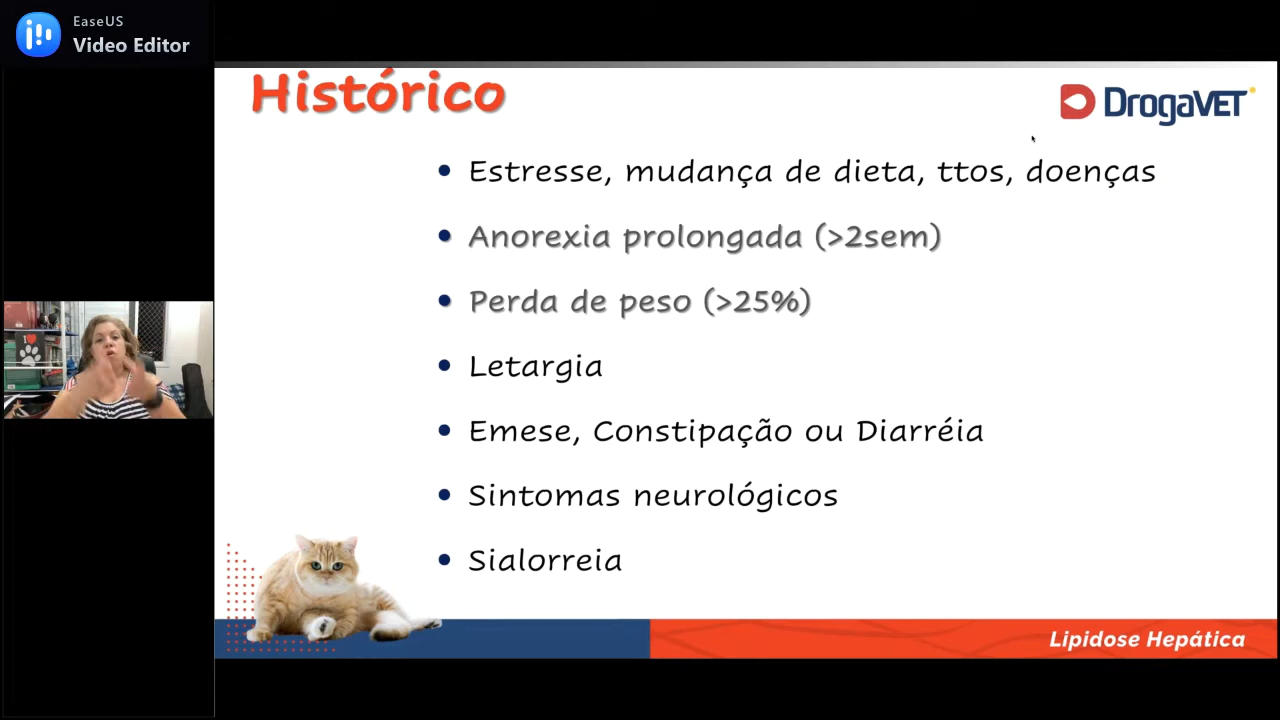 EaseUS
Video Editor
Histórico
DrogaVET
• Estresse, mudança de dieta, ttos, doenças
• Anorexia prolongada (>2sem)
• Perda de peso (>25%)
• Letargia
• Emese, Constipação ou Diarréia
• Sintomas neurológicos
• Sialorreia
I
Lipidose Hepática